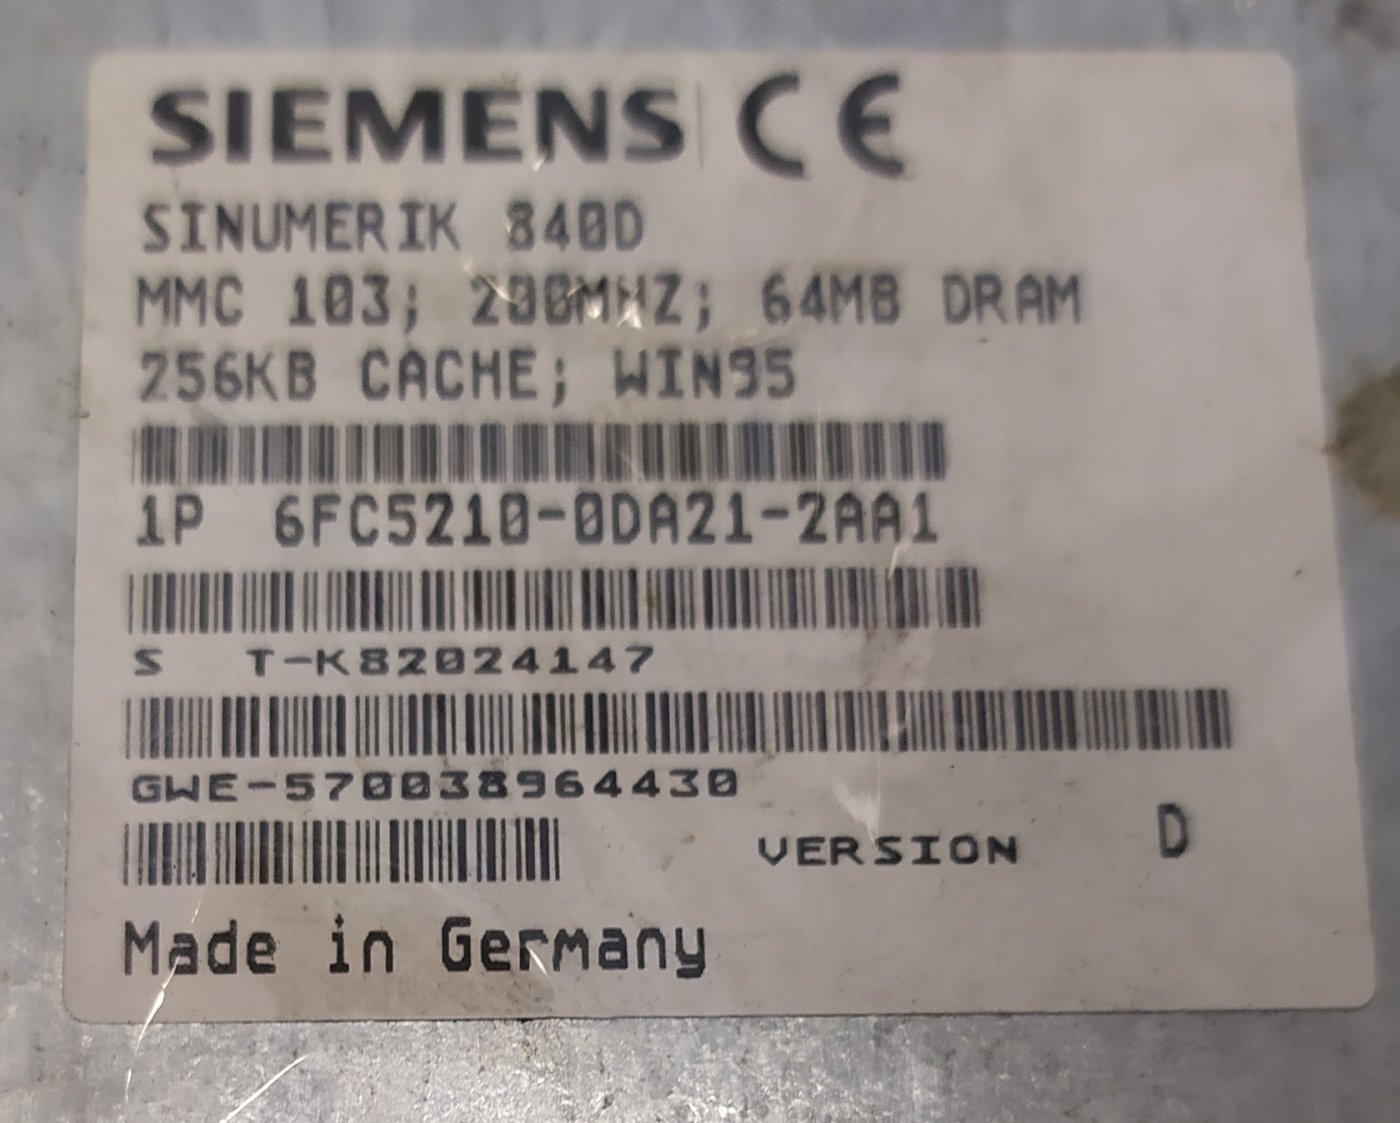 SIEMENS CE
SINUMERIK 840D
MMC 103; 200MHZ; 64MB DRAM
256KB CACHE; WIN95
1P 6FC5210-0DA21-2AA1
S T-K82024147
GWE-570038964430
VERSION D
Made in Germany